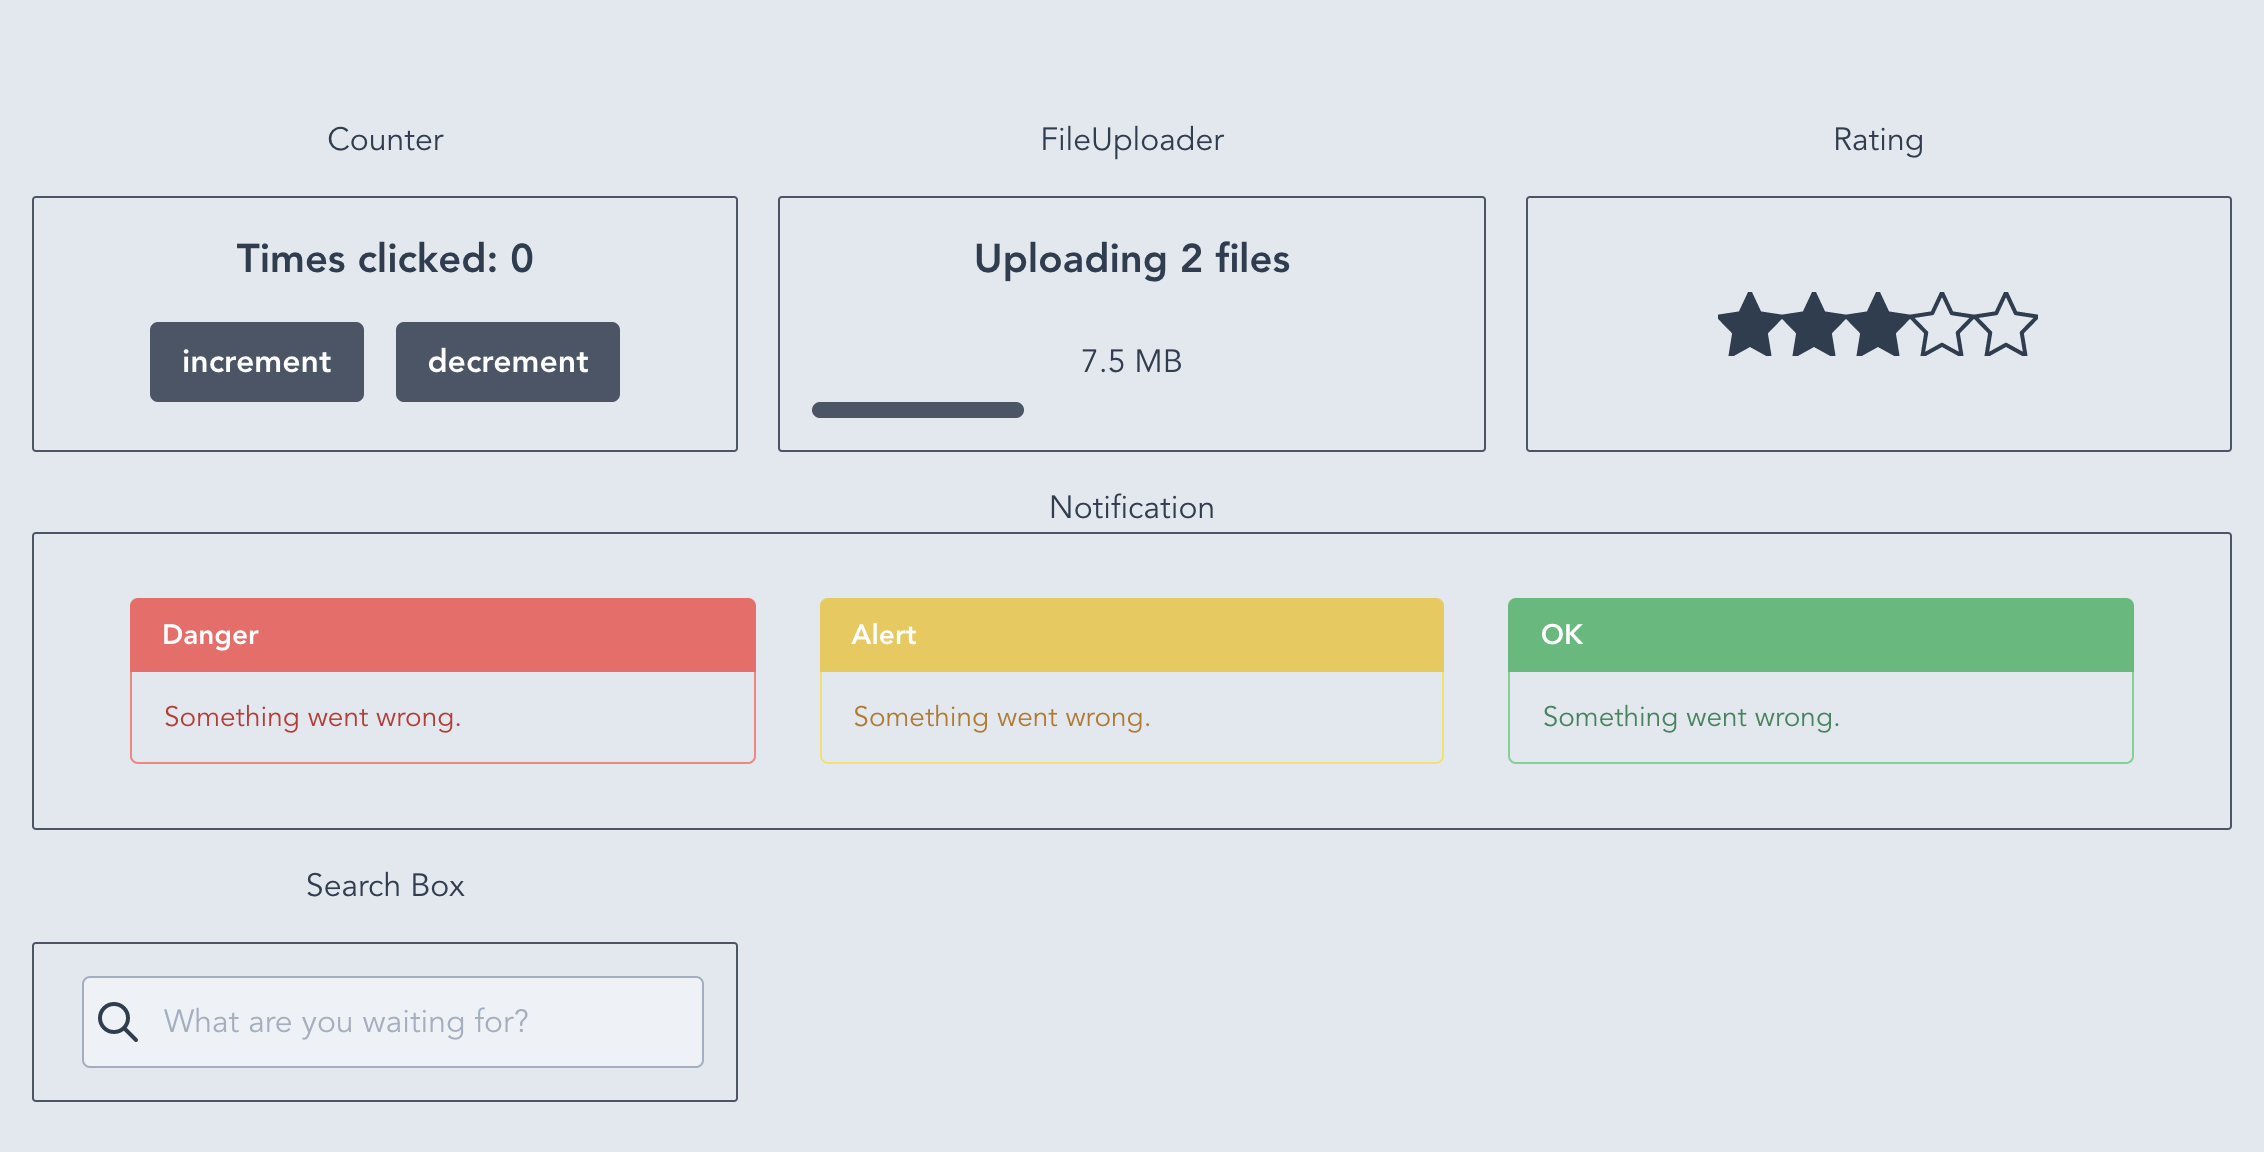 Counter
FileUploader
Rating
Times clicked: 0
increment
decrement
Uploading 2 files
7.5 MB
Notification
Danger
Something went wrong.
Alert
Something went wrong.
OK
Something went wrong.
Search Box
What are you waiting for?